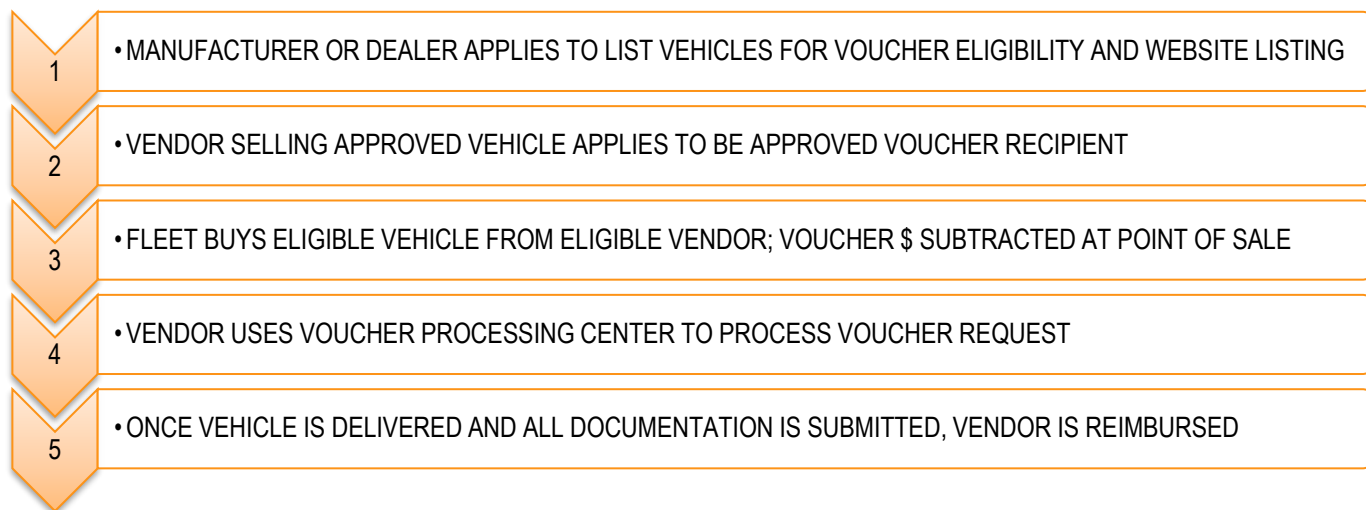 1
• MANUFACTURER OR DEALER APPLIES TO LIST VEHICLES FOR VOUCHER ELIGIBILITY AND WEBSITE LISTING
2
• VENDOR SELLING APPROVED VEHICLE APPLIES TO BE APPROVED VOUCHER RECIPIENT
3
• FLEET BUYS ELIGIBLE VEHICLE FROM ELIGIBLE VENDOR; VOUCHER $ SUBTRACTED AT POINT OF SALE
4
• VENDOR USES VOUCHER PROCESSING CENTER TO PROCESS VOUCHER REQUEST
5
• ONCE VEHICLE IS DELIVERED AND ALL DOCUMENTATION IS SUBMITTED, VENDOR IS REIMBURSED